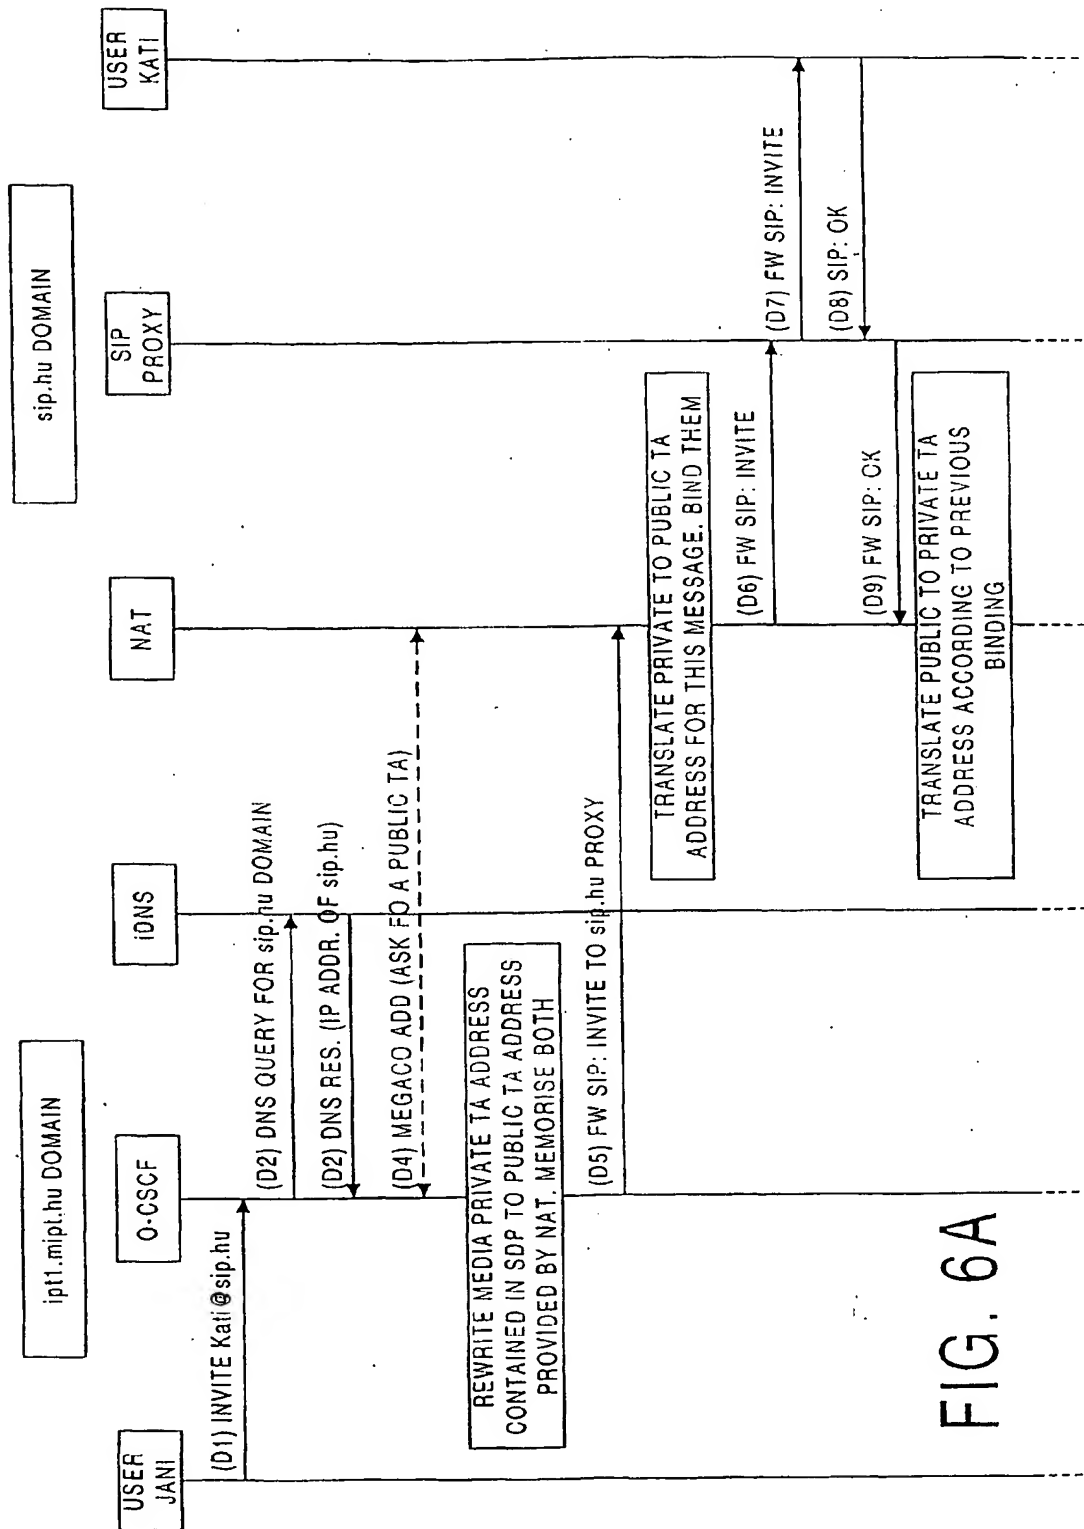 ipt1.mipt.hu DOMAIN
sip.hu DOMAIN
USER
JANI
O-CSCF
iDNS
NAT
SIP
PROXY
USER
KATI
(D1) INVITE Kati@sip.hu
(D2) DNS QUERY FOR sip.hu DOMAIN
(D2) DNS RES. (IP ADDR. OF sip.hu)
(D4) MEGACO ADD (ASK FO A PUBLIC TA)
REWRITE MEDIA PRIVATE TA ADDRESS
CONTAINED IN SDP TO PUBLIC TA ADDRESS
PROVIDED BY NAT. MEMORISE BOTH
(D5) FW SIP: INVITE TO sip.hu PROXY
TRANSLATE PRIVATE TO PUBLIC TA
ADDRESS FOR THIS MESSAGE. BIND THEM
(D6) FW SIP: INVITE
(D7) FW SIP: INVITE
(D8) SIP: OK
(D9) FW SIP: OK
TRANSLATE PUBLIC TO PRIVATE TA
ADDRESS ACCORDING TO PREVIOUS
BINDING
FIG. 6A